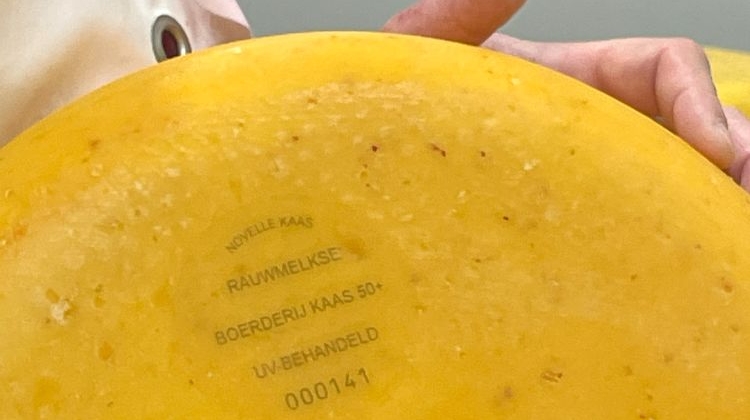 NOVELLE KAAS
RAUWMELKSE
BOERDERIJ KAAS 50+
UV-BEHANDELD
000141